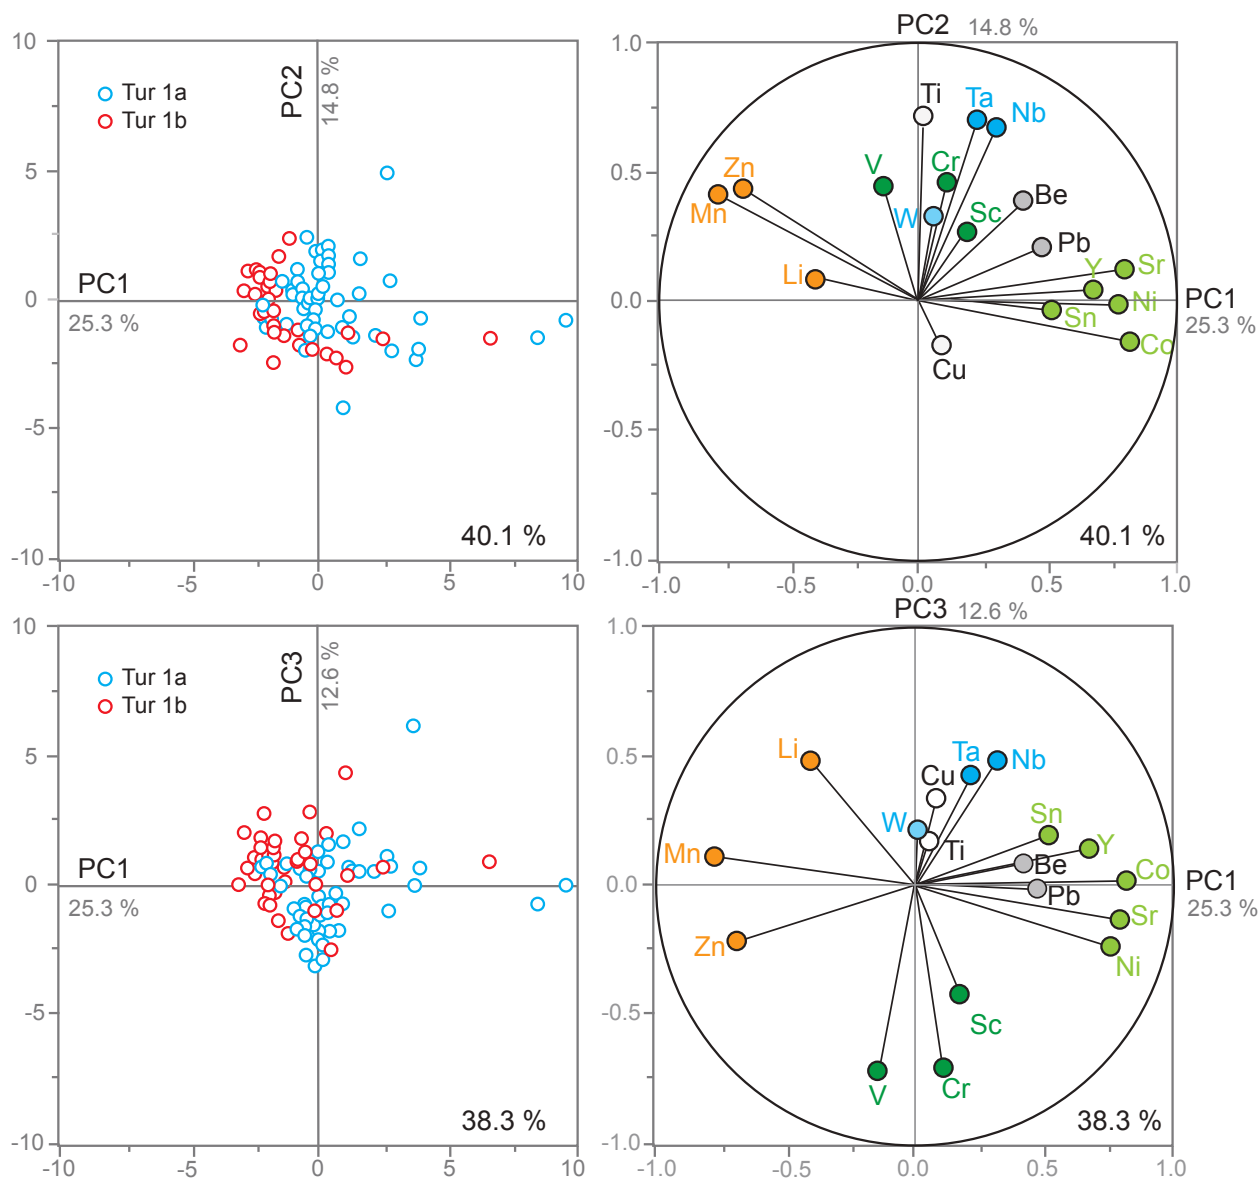 PC2 14.8 %
10
5
0
-5
-10
PC2
14.8 %
Tur 1a
Tur 1b
PC1
25.3 %
40.1 %
-10
-5
0
5
10
1.0
0.5
0.0
-0.5
-1.0
Ti
Ta
Nb
V
Cr
Zn
Mn
W
Sc
Be
Pb
Li
Y
Sr
Ni
Sn
Co
Cu
PC1
25.3 %
40.1 %
-1.0
-0.5
0.0
0.5
1.0
PC3 12.6 %
10
5
0
-5
-10
PC3
12.6 %
Tur 1a
Tur 1b
PC1
25.3 %
38.3 %
-10
-5
0
5
10
1.0
0.5
0.0
-0.5
-1.0
Li
Ta
Nb
Cu
W
Ti
Sn
Y
Mn
Be
Co
Pb
Sr
Zn
Ni
Sc
V
Cr
PC1
25.3 %
38.3 %
-1.0
-0.5
0.0
0.5
1.0